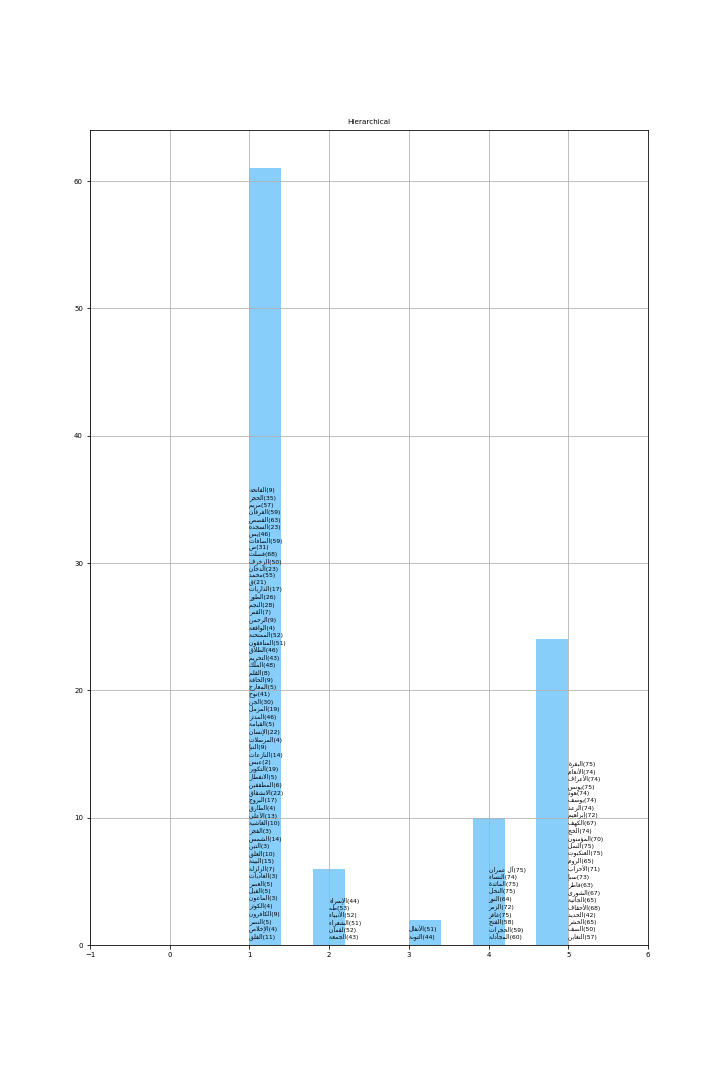 Hierarchical
60
50
40
30
20
10
0
الفاتحة(9)
الحجر(35)
مريم(57)
الفرقان(59)
القصص(63)
السجدة(23)
يس(46)
الصافات(59)
ص(31)
فصلت(68)
الزخرف(50)
الدخان(23)
محمد(55)
ق(21)
الذاريات(17)
الطور(26)
النجم(28)
القمر(7)
الرحمن(9)
الواقعة(4)
الممتحنة(52)
المنافقون(51)
الطلاق(46)
التحريم(43)
الملك(48)
القلم(8)
الحاقة(9)
المعارج(5)
نوح(41)
الجن(30)
المزمل(19)
المدثر(46)
القيامة(5)
الإنسان(22)
المرسلات(4)
النبإ(9)
النازعات(14)
عبس(2)
التكوير(19)
الانفطار(5)
المطففين(6)
الانشقاق(22)
البروج(17)
الطارق(4)
الأعلى(13)
الغاشية(10)
الفجر(3)
الشمس(14)
التين(3)
العلق(10)
البينة(15)
الزلزلة(7)
العاديات(3)
العصر(5)
الفيل(5)
الماعون(3)
الكوثر(4)
الكافرون(9)
النصر(5)
الإخلاص(4)
الفلق(11)
الإسراء(44)
طه(53)
الأنبياء(52)
الشعراء(51)
لقمان(52)
الجمعة(43)
الأنفال(51)
التوبة(44)
آل عمران(75)
النساء(74)
المائدة(75)
النحل(75)
النور(64)
الزمر(72)
غافر(75)
الفتح(58)
الحجرات(59)
المجادلة(60)
البقرة(75)
الأنعام(74)
الأعراف(74)
يونس(75)
هود(74)
يوسف(74)
الرعد(74)
إبراهيم(72)
الكهف(67)
الحج(74)
المؤمنون(70)
النمل(75)
العنكبوت(75)
الروم(65)
الأحزاب(71)
سبإ(73)
فاطر(63)
الشورى(67)
الجاثية(65)
الأحقاف(68)
الحديد(42)
الحشر(65)
الصف(50)
التغابن(57)
−1 0 1 2 3 4 5 6